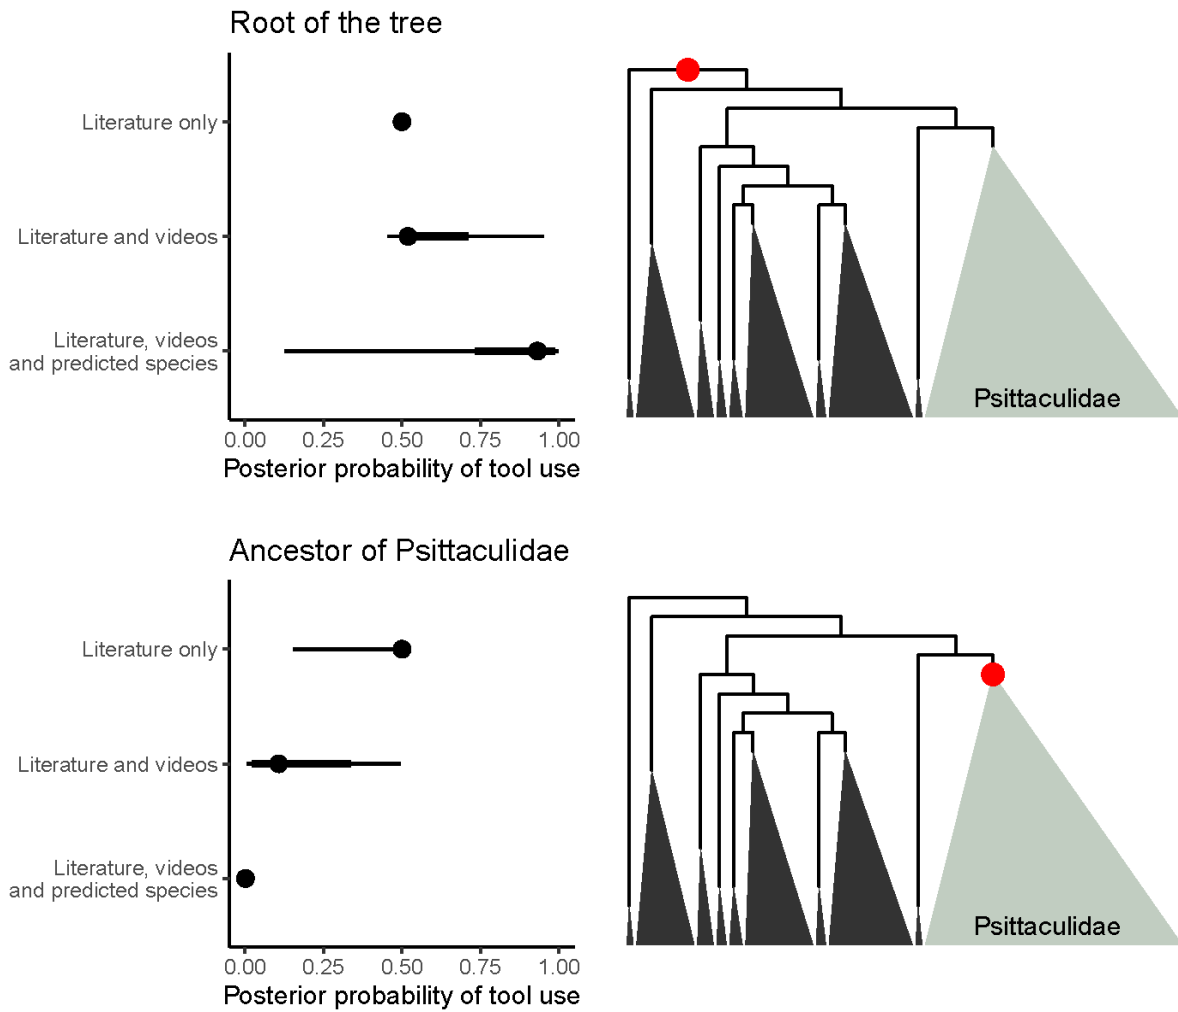 Root of the tree
Literature only
Literature and videos
Literature, videos
and predicted species
0.00 0.25 0.50 0.75 1.00
Posterior probability of tool use
Psittaculidae
Ancestor of Psittaculidae
Literature only
Literature and videos
Literature, videos
and predicted species
0.00 0.25 0.50 0.75 1.00
Posterior probability of tool use
Psittaculidae